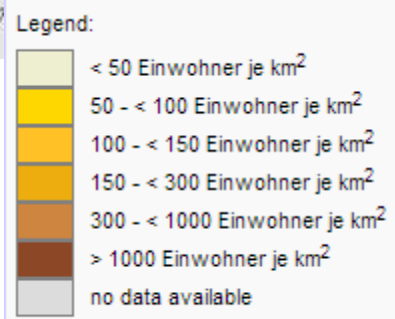 Legend:
< 50 Einwohner je km²
50 - < 100 Einwohner je km²
100 - < 150 Einwohner je km²
150 - < 300 Einwohner je km²
300 - < 1000 Einwohner je km²
> 1000 Einwohner je km²
no data available